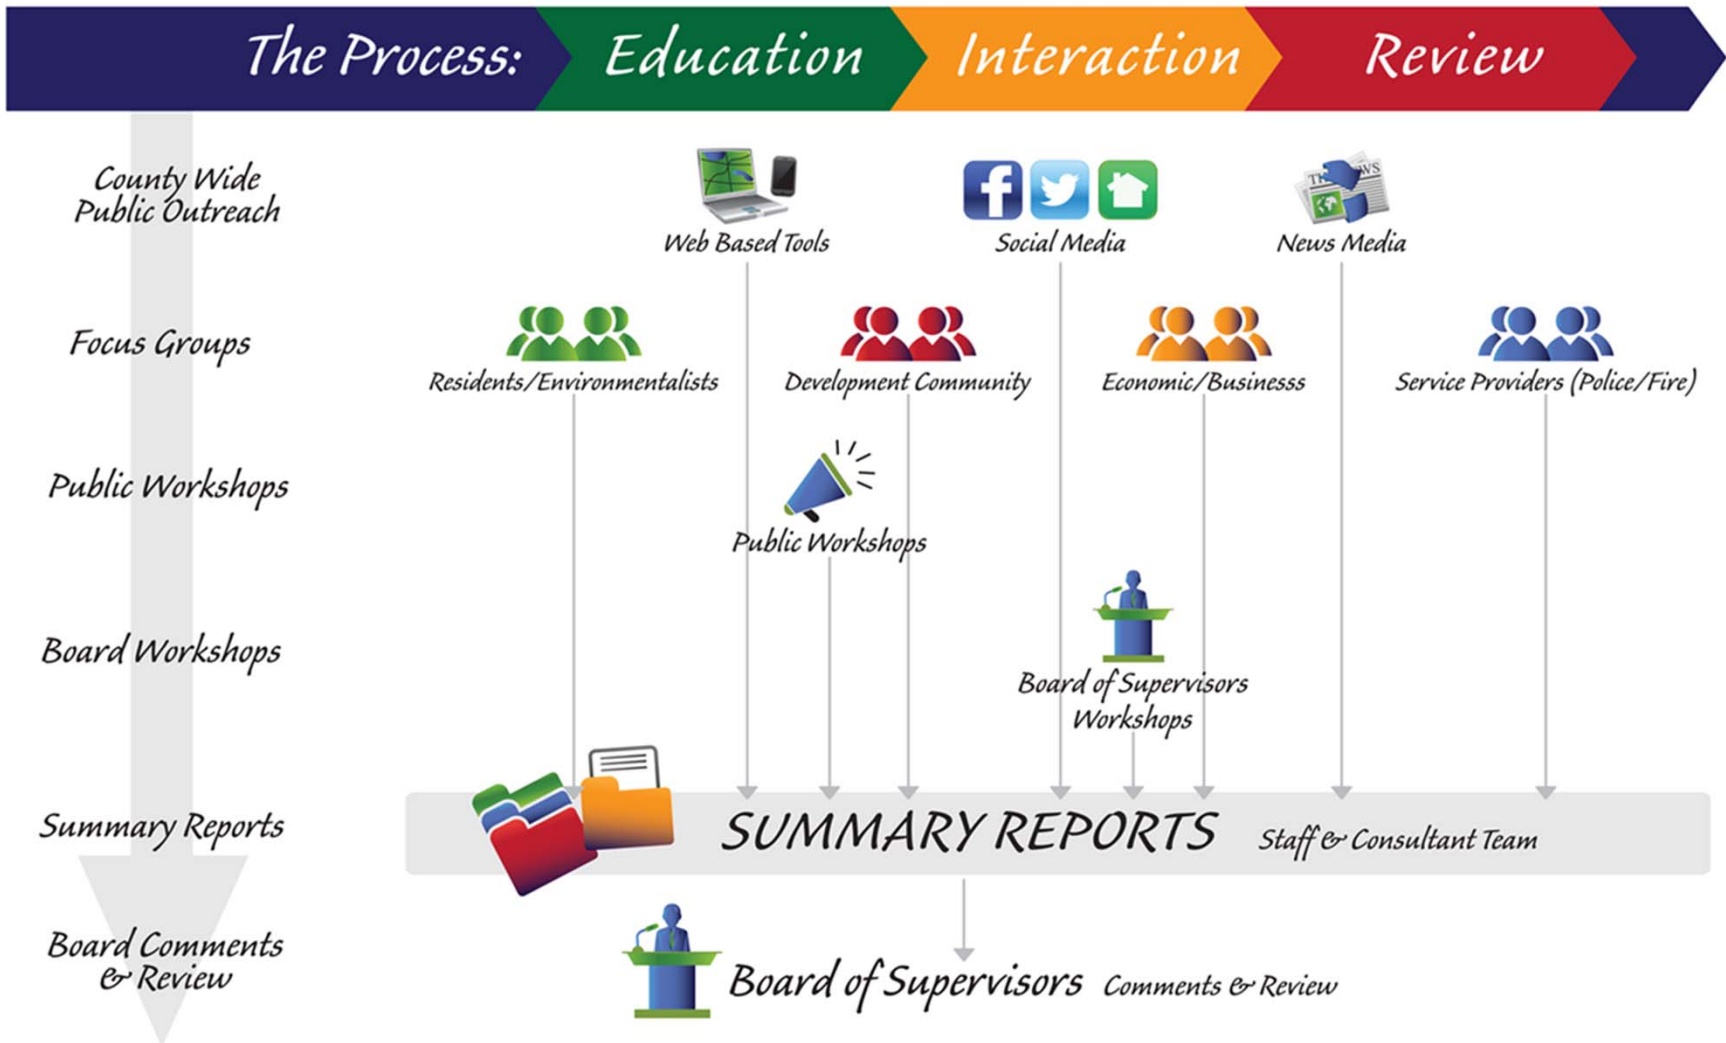 The Process: Education Interaction Review
County Wide
Public Outreach
Web Based Tools
Social Media
THE NEWS
News Media
Focus Groups
Residents/Environmentalists
Development Community
Economic/Businesss
Service Providers (Police/Fire)
Public Workshops
Public Workshops
Board Workshops
Board of Supervisors
Workshops
Summary Reports
SUMMARY REPORTS Staff & Consultant Team
Board Comments
& Review
Board of Supervisors Comments & Review